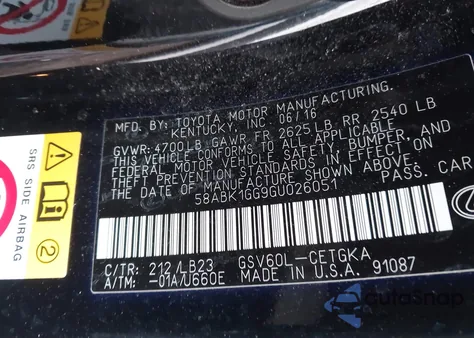 MFD. BY: TOYOTA MOTOR MANUFACTURING,
KENTUCKY, INC 06/16
GVWR: 4700LB GAWR FR 2625LB RR 2540 LB
THIS VEHICLE CONFORMS TO ALL APPLICABLE
FEDERAL MOTOR VEHICLE SAFETY, BUMPER, AND
THEFT PREVENTION STANDARDS IN EFFECT ON
THE DATE OF MANUFACTURE SHOWN ABOVE.
58ABK1GG9GU026051 PASS. CAR
C/TR: 212/LB23 GSV60L-CETGKA
A/TM: -01A/U660E MADE IN U.S.A. 91087
SRS SIDE AIRBAG
2
AutoSnap